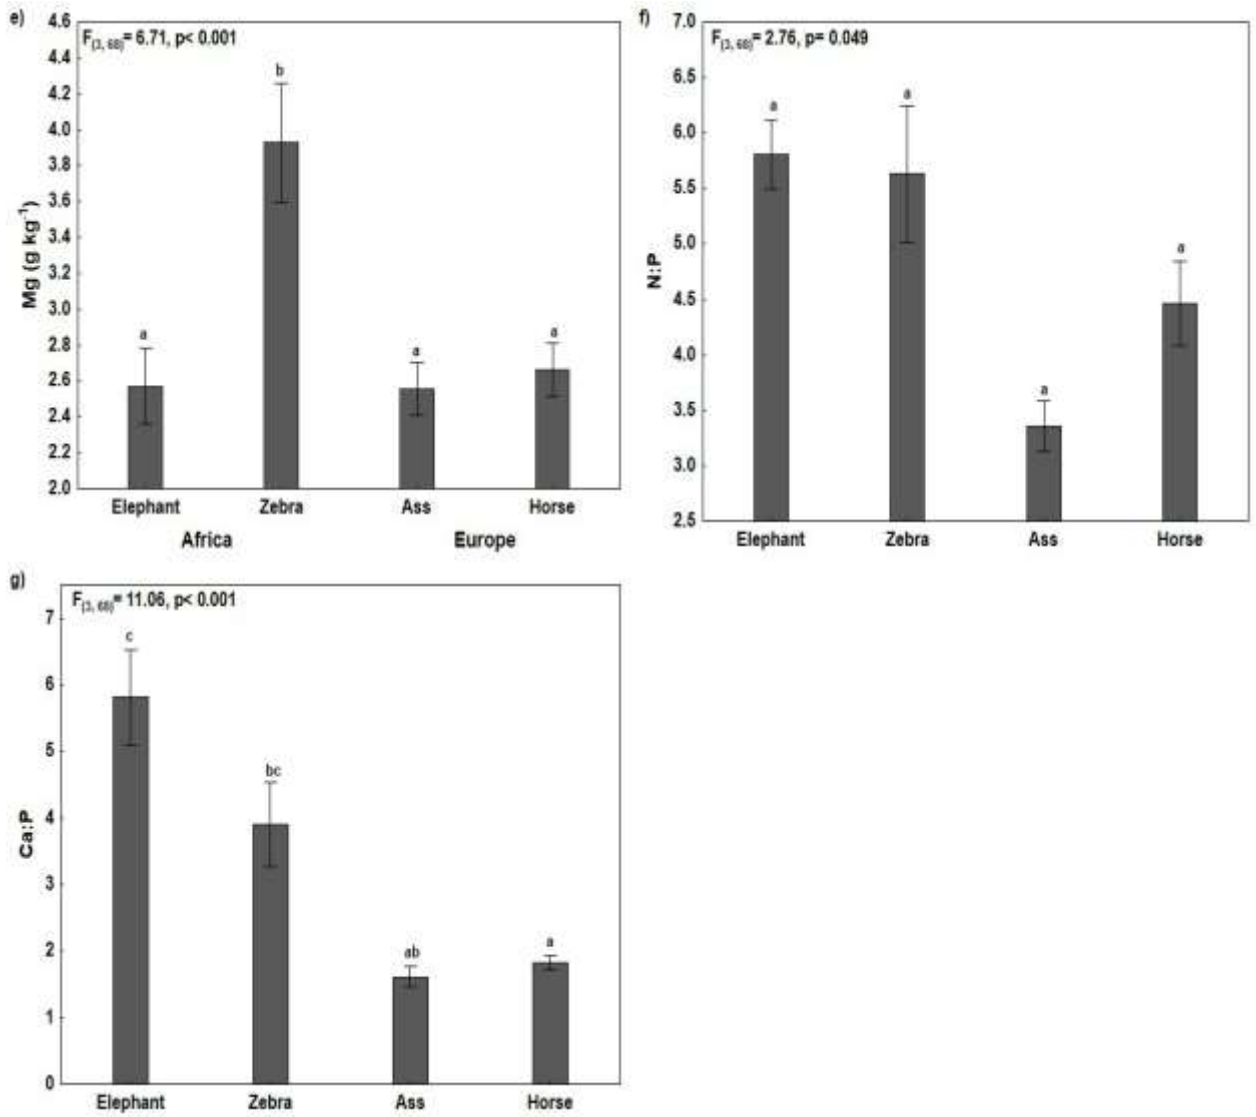 e)
F(3, 68)= 6.71, p< 0.001
4.6
4.4
4.2
4.0
3.8
3.6
3.4
3.2
3.0
2.8
2.6
2.4
2.2
2.0
Mg (g kg-1)
a
b
a
a
Elephant Zebra Ass Horse
Africa Europe
f)
F(3, 68)= 2.76, p= 0.049
7.0
6.5
6.0
5.5
5.0
4.5
4.0
3.5
3.0
2.5
N:P
a
a
a
a
Elephant Zebra Ass Horse
g)
F(3, 68)= 11.06, p< 0.001
7
6
5
4
3
2
1
0
Ca:P
c
bc
ab
a
Elephant Zebra Ass Horse